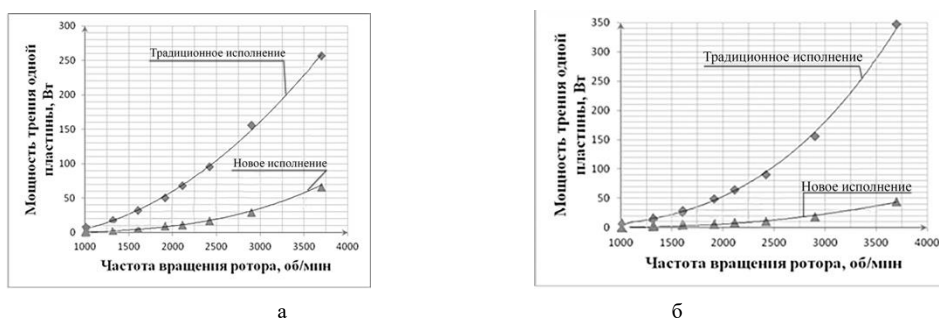 300
250
200
150
100
50
0
1000 1500 2000 2500 3000 3500 4000
Мощность трения одной
пластины, Вт
Традиционное исполнение
Новое исполнение
Частота вращения ротора, об/мин
а
350
300
250
200
150
100
50
0
1000 1500 2000 2500 3000 3500 4000
Мощность трения одной
пластины, Вт
Традиционное исполнение
Новое исполнение
Частота вращения ротора, об/мин
б